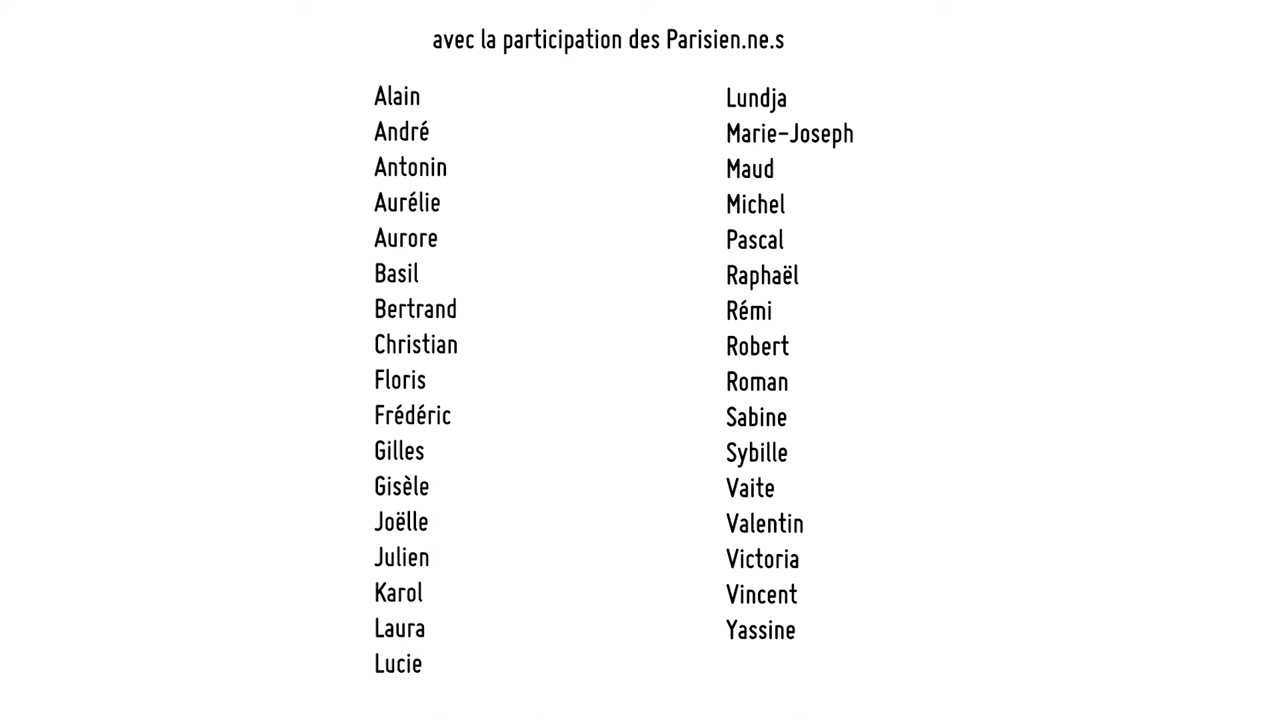 avec la participation des Parisien.ne.s
Alain
André
Antonin
Aurélie
Aurore
Basil
Bertrand
Christian
Floris
Frédéric
Gilles
Gisèle
Joëlle
Julien
Karol
Laura
Lucie
Lundja
Marie-Joseph
Maud
Michel
Pascal
Raphaël
Rémi
Robert
Roman
Sabine
Sybille
Vaite
Valentin
Victoria
Vincent
Yassine